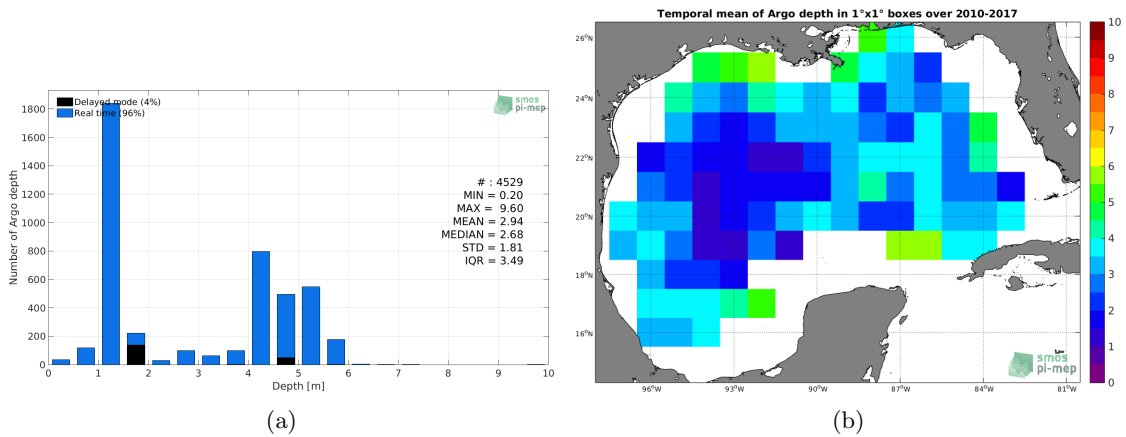 Delayed mode (4%)
Real time (96%)
smos
pi-mep
Number of Argo depth
1800
1600
1400
1200
1000
800
600
400
200
0
# : 4529
MIN = 0.20
MAX = 9.60
MEAN = 2.94
MEDIAN = 2.68
STD = 1.81
IQR = 3.49
0 1 2 3 4 5 6 7 8 9 10
Depth [m]
(a)
Temporal mean of Argo depth in 1°x1° boxes over 2010-2017
26°N
24°N
22°N
20°N
18°N
16°N
96°W 93°W 90°W 87°W 84°W 81°W
10
9
8
7
6
5
4
3
2
1
0
smos
pi-mep
(b)